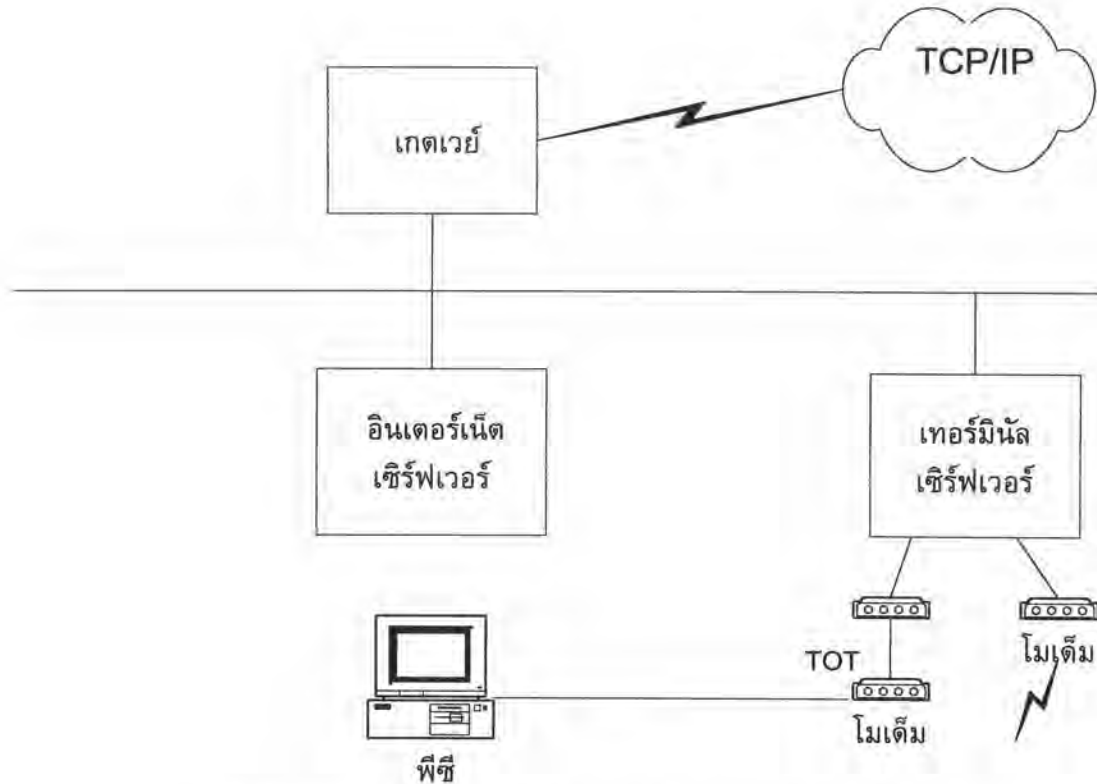 TCP/IP
เกตเวย์
อินเตอร์เน็ต
เซิร์ฟเวอร์
เทอร์มินัล
เซิร์ฟเวอร์
TOT
โมเด็ม
โมเด็ม
พีซี